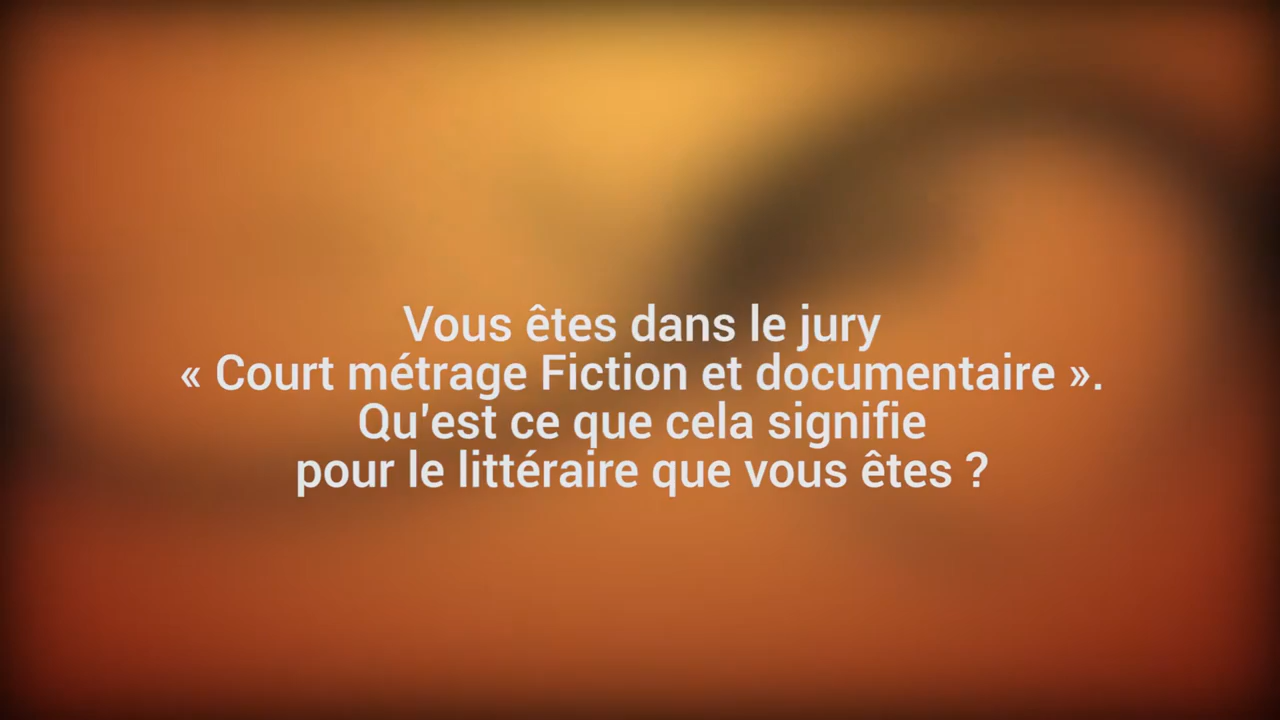 Vous êtes dans le jury
« Court métrage Fiction et documentaire ».
Qu'est ce que cela signifie
pour le littéraire que vous êtes ?